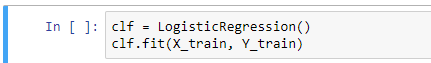 In [ ]: clf = LogisticRegression()
clf.fit(X_train, Y_train)